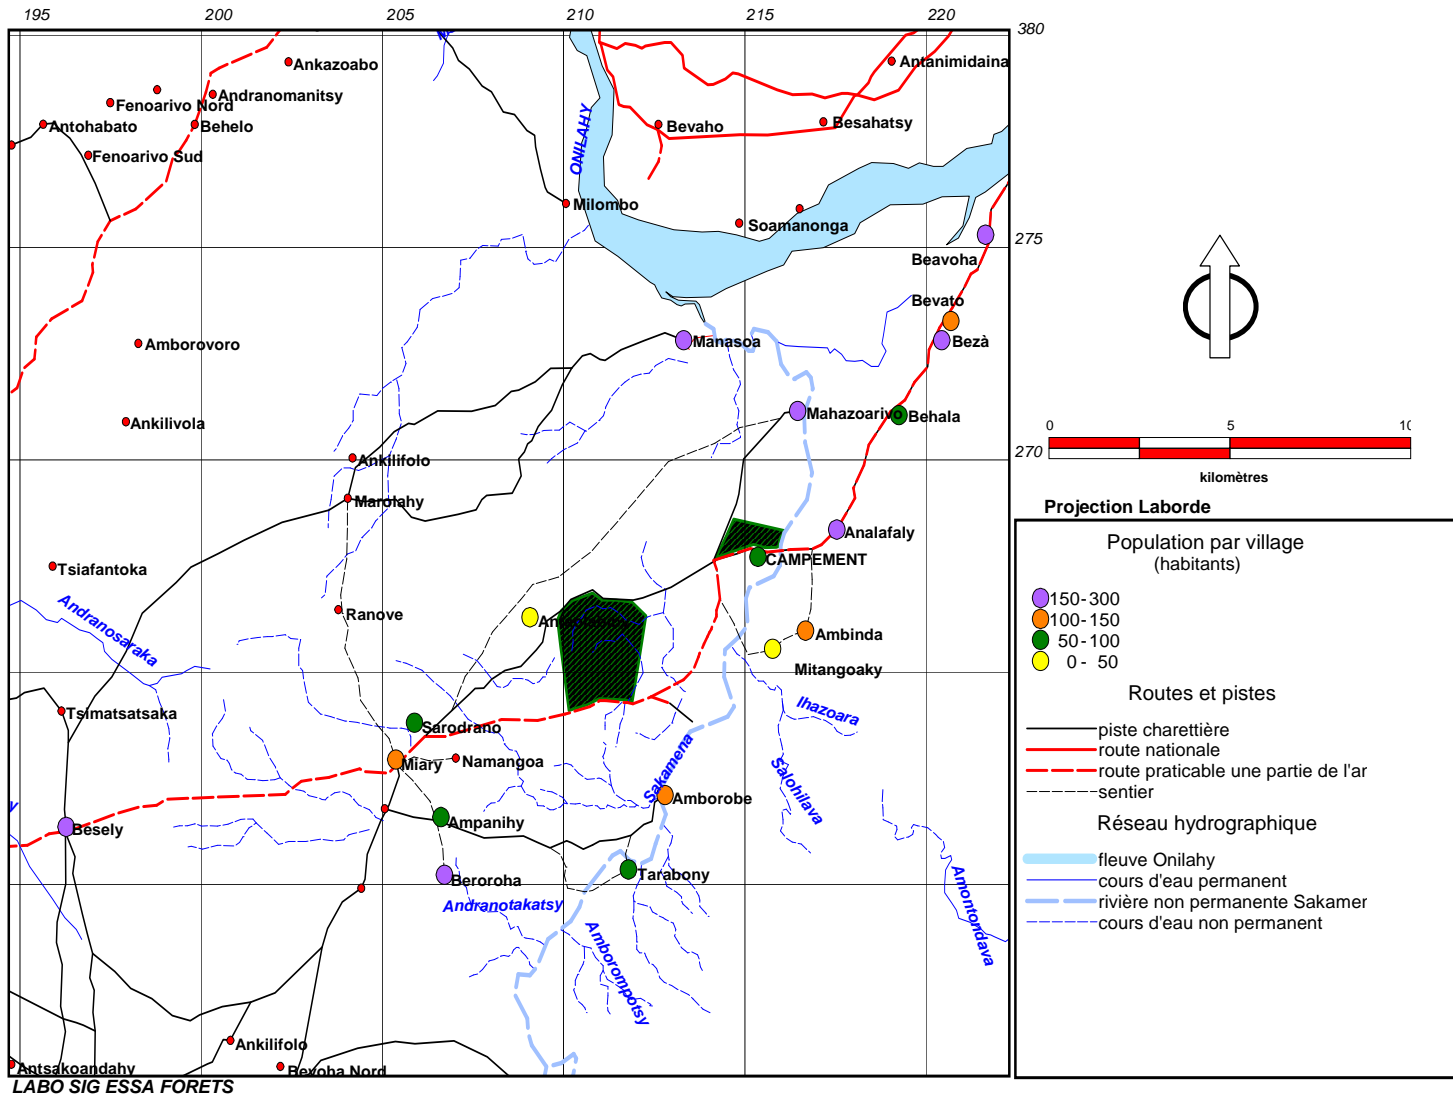 195 200 205 210 215 220
380
Ankazoabo
Antanimidaina
Fenoarivo Nord
Andranomanitsy
Antohabato
Behelo
Bevaho
Besahatsy
ONILAHY
Fenoarivo Sud
Milombo
Soamanonga
275
Beavoha
Bevato
Amborovoro
Manasoa
Bezà
Ankilivola
Mahazoarivo
Behala
0 5 10
270
Ankilifolo
kilomètres
Marolahy
Projection Laborde
Analafaly
Population par village
(habitants)
CAMPEMENT
Tsiafantoka
150-300
100-150
50-100
0- 50
Andranosaraka
Ranove
Ambinda
Mitangoaky
Routes et pistes
Tsimatsatsaka
Sarodrano
Ihazoara
piste charettière
route nationale
route praticable une partie de l'ar
sentier
Miary
Namangoa
Sakamena
Salohilava
Amborobe
Réseau hydrographique
Besely
Ampanihy
fleuve Onilahy
cours d'eau permanent
rivière non permanente Sakamer
cours d'eau non permanent
Beroroha
Tarabony
Andranotakatsy
Amontondava
Amborompotsy
Ankilifolo
Antsakoandahy
Bevoha Nord
LABO SIG ESSA FORETS